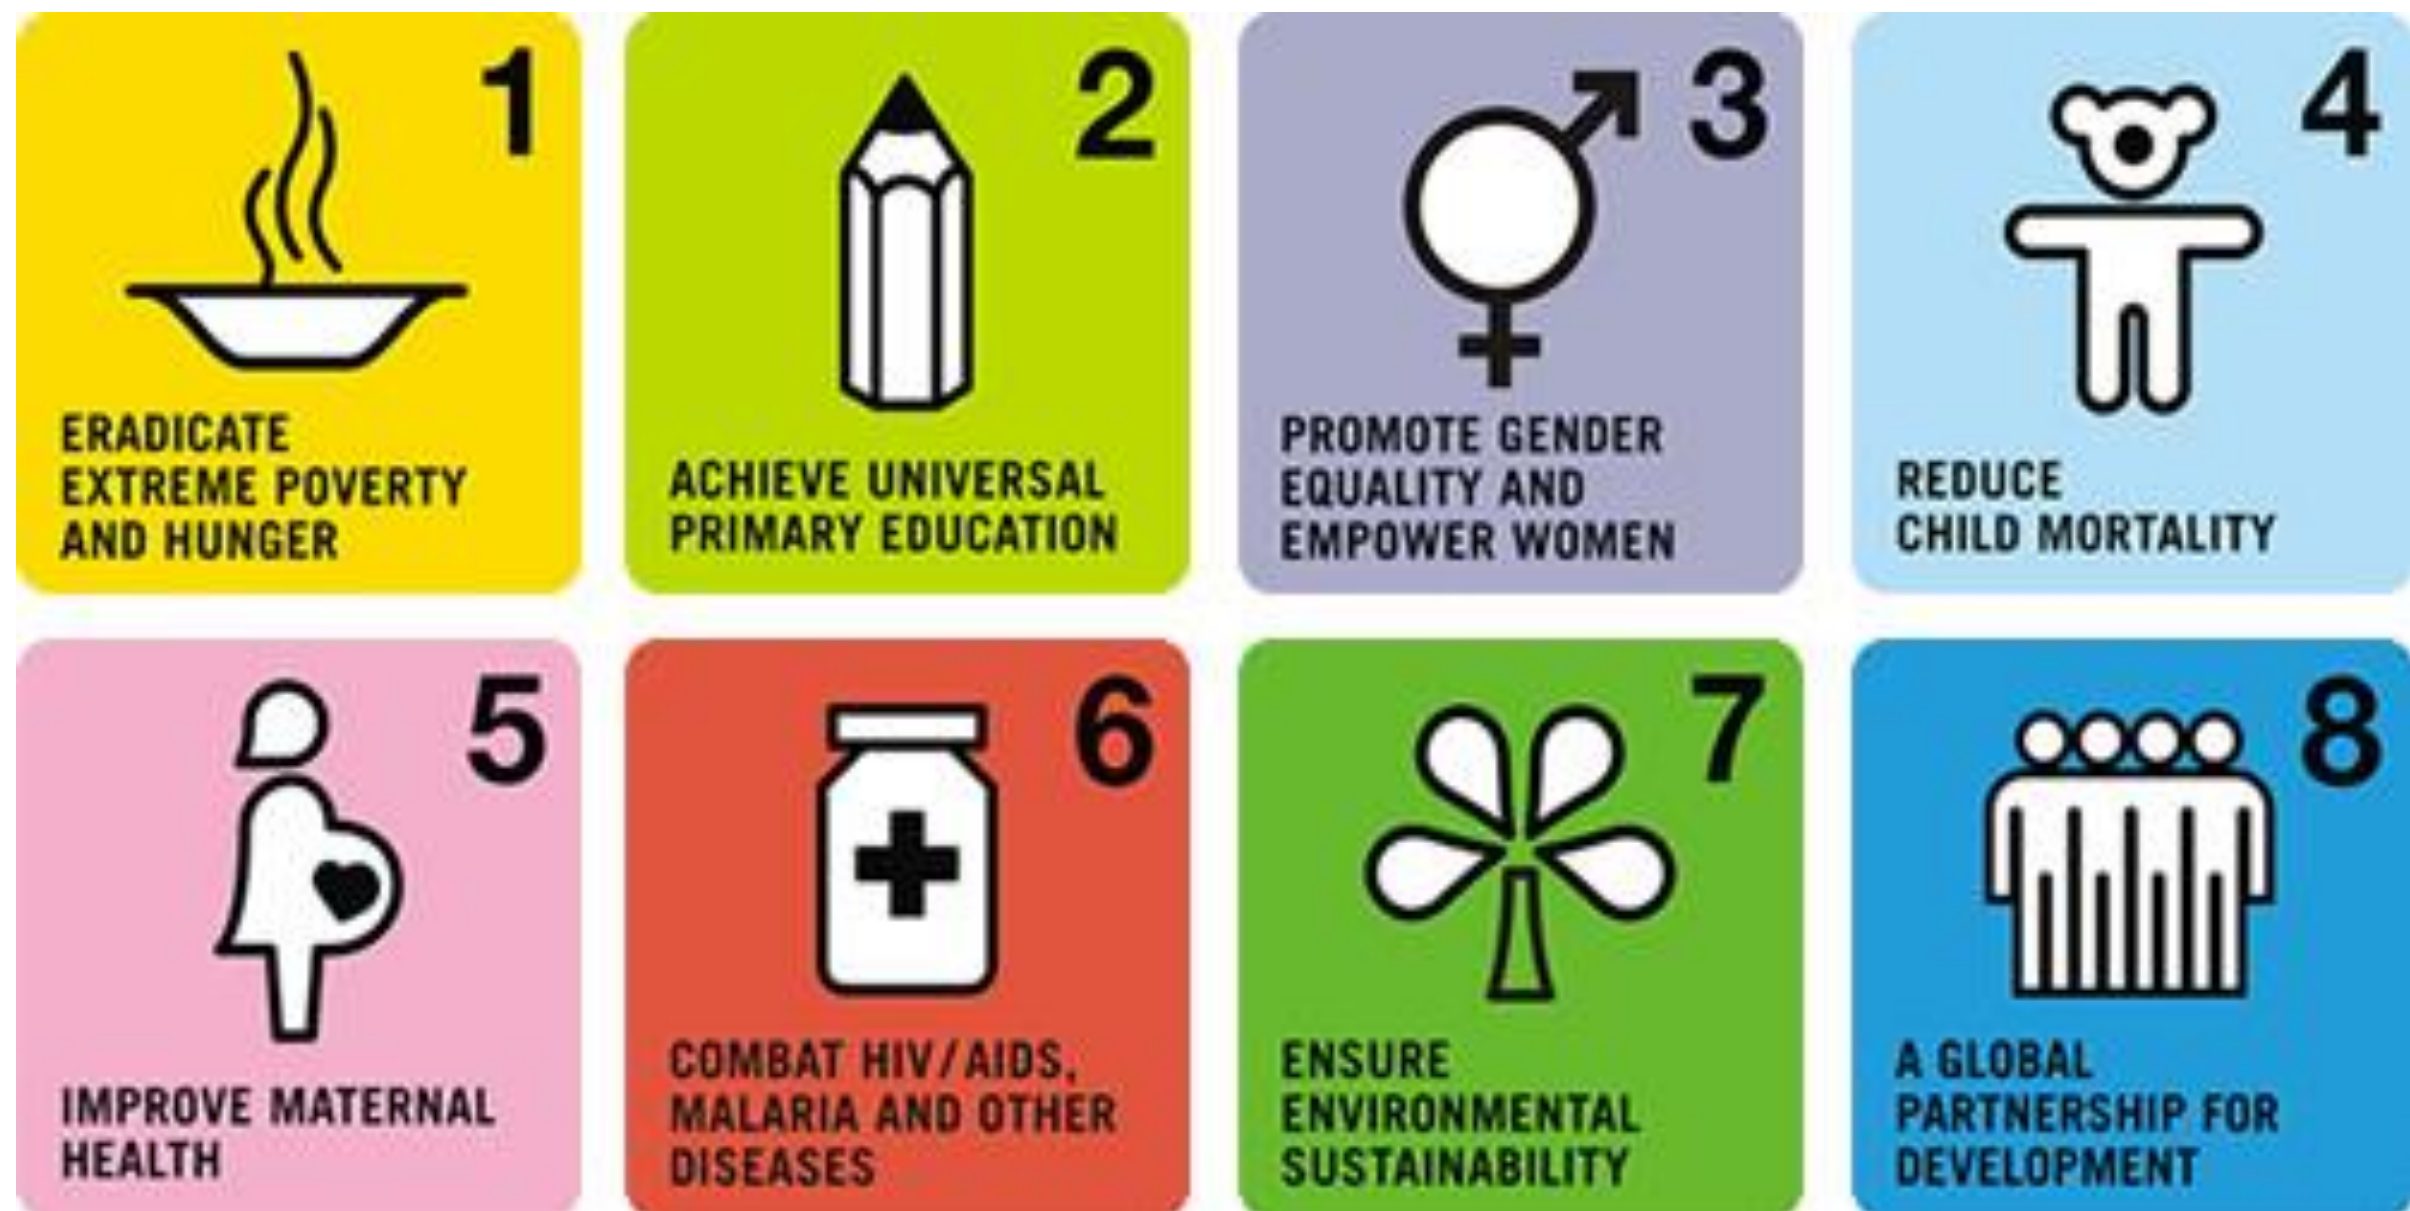 1
ERADICATE
EXTREME POVERTY
AND HUNGER
2
ACHIEVE UNIVERSAL
PRIMARY EDUCATION
3
PROMOTE GENDER
EQUALITY AND
EMPOWER WOMEN
4
REDUCE
CHILD MORTALITY
5
IMPROVE MATERNAL
HEALTH
6
COMBAT HIV/AIDS,
MALARIA AND OTHER
DISEASES
7
ENSURE
ENVIRONMENTAL
SUSTAINABILITY
8
A GLOBAL
PARTNERSHIP FOR
DEVELOPMENT